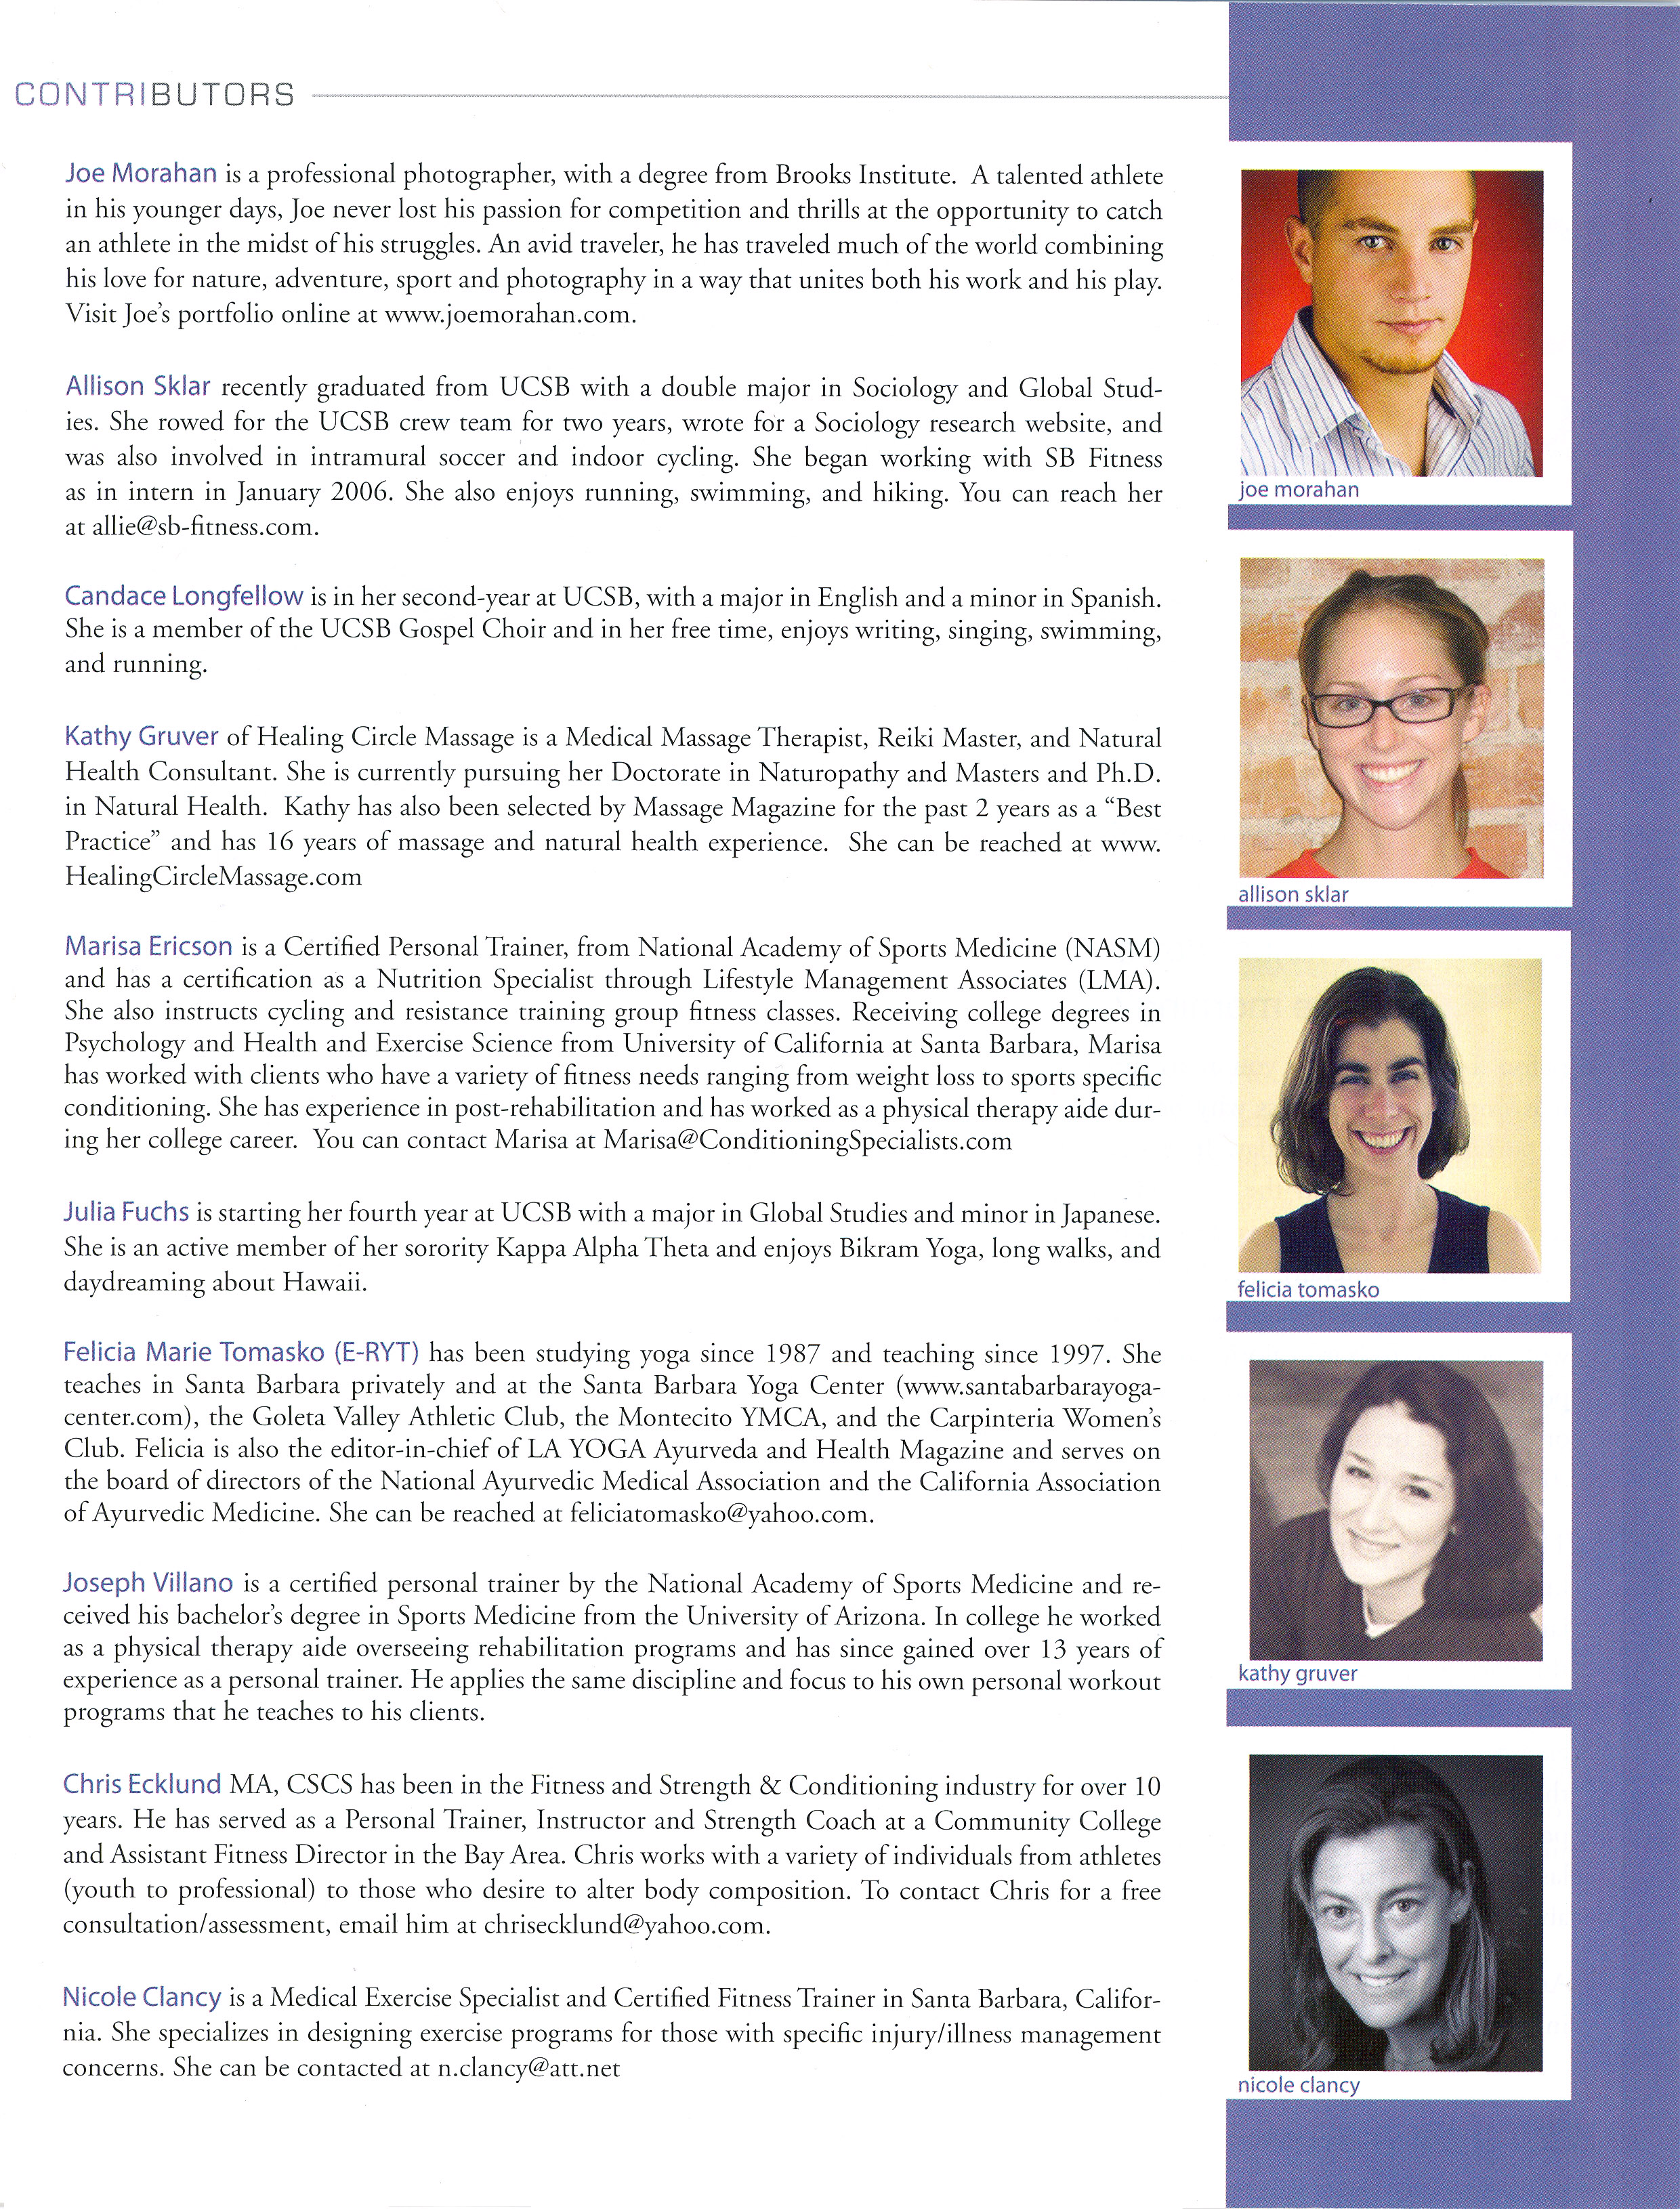 CONTRIBUTORS
Joe Morahan is a professional photographer, with a degree from Brooks Institute.  A talented athlete
in his younger days, Joe never lost his passion for competition and thrills at the opportunity to catch
an athlete in the midst of his struggles. An avid traveler, he has traveled much of the world combining
his love for nature, adventure, sport and photography in a way that unites both his work and his play.
Visit Joe's portfolio online at www.joemorahan.com.
Allison Sklar recently graduated from UCSB with a double major in Sociology and Global Stud-
ies. She rowed for the UCSB crew team for two years, wrote for a Sociology research website, and
was also involved in intramural soccer and indoor cycling. She began working with SB Fitness
as in intern in January 2006. She also enjoys running, swimming, and hiking. You can reach her
at allie@sb-fitness.com.
Candace Longfellow is in her second-year at UCSB, with a major in English and a minor in Spanish.
She is a member of the UCSB Gospel Choir and in her free time, enjoys writing, singing, swimming,
and running.
Kathy Gruver of Healing Circle Massage is a Medical Massage Therapist, Reiki Master, and Natural
Health Consultant. She is currently pursuing her Doctorate in Naturopathy and Masters and Ph.D.
in Natural Health.  Kathy has also been selected by Massage Magazine for the past 2 years as a “Best
Practice” and has 16 years of massage and natural health experience.  She can be reached at www.
HealingCircleMassage.com
Marisa Ericson is a Certified Personal Trainer, from National Academy of Sports Medicine (NASM)
and has a certification as a Nutrition Specialist through Lifestyle Management Associates (LMA).
She also instructs cycling and resistance training group fitness classes. Receiving college degrees in
Psychology and Health and Exercise Science from University of California at Santa Barbara, Marisa
has worked with clients who have a variety of fitness needs ranging from weight loss to sports specific
conditioning. She has experience in post-rehabilitation and has worked as a physical therapy aide dur-
ing her college career.  You can contact Marisa at Marisa@ConditioningSpecialists.com
Julia Fuchs is starting her fourth year at UCSB with a major in Global Studies and minor in Japanese.
She is an active member of her sorority Kappa Alpha Theta and enjoys Bikram Yoga, long walks, and
daydreaming about Hawaii.
Felicia Marie Tomasko (E-RYT) has been studying yoga since 1987 and teaching since 1997. She
teaches in Santa Barbara privately and at the Santa Barbara Yoga Center (www.santabarbarayoga-
center.com), the Goleta Valley Athletic Club, the Montecito YMCA, and the Carpinteria Women's
Club. Felicia is also the editor-in-chief of LA YOGA Ayurveda and Health Magazine and serves on
the board of directors of the National Ayurvedic Medical Association and the California Association
of Ayurvedic Medicine. She can be reached at feliciatomasko@yahoo.com.
Joseph Villano is a certified personal trainer by the National Academy of Sports Medicine and re-
ceived his bachelor's degree in Sports Medicine from the University of Arizona. In college he worked
as a physical therapy aide overseeing rehabilitation programs and has since gained over 13 years of
experience as a personal trainer. He applies the same discipline and focus to his own personal workout
programs that he teaches to his clients.
Chris Ecklund MA, CSCS has been in the Fitness and Strength & Conditioning industry for over 10
years. He has served as a Personal Trainer, Instructor and Strength Coach at a Community College
and Assistant Fitness Director in the Bay Area. Chris works with a variety of individuals from athletes
(youth to professional) to those who desire to alter body composition. To contact Chris for a free
consultation/assessment, email him at chrisecklund@yahoo.com.
Nicole Clancy is a Medical Exercise Specialist and Certified Fitness Trainer in Santa Barbara, Califor-
nia. She specializes in designing exercise programs for those with specific injury/illness management
concerns. She can be contacted at n.clancy@att.net
joe morahan
allison sklar
felicia tomasko
kathy gruver
nicole clancy